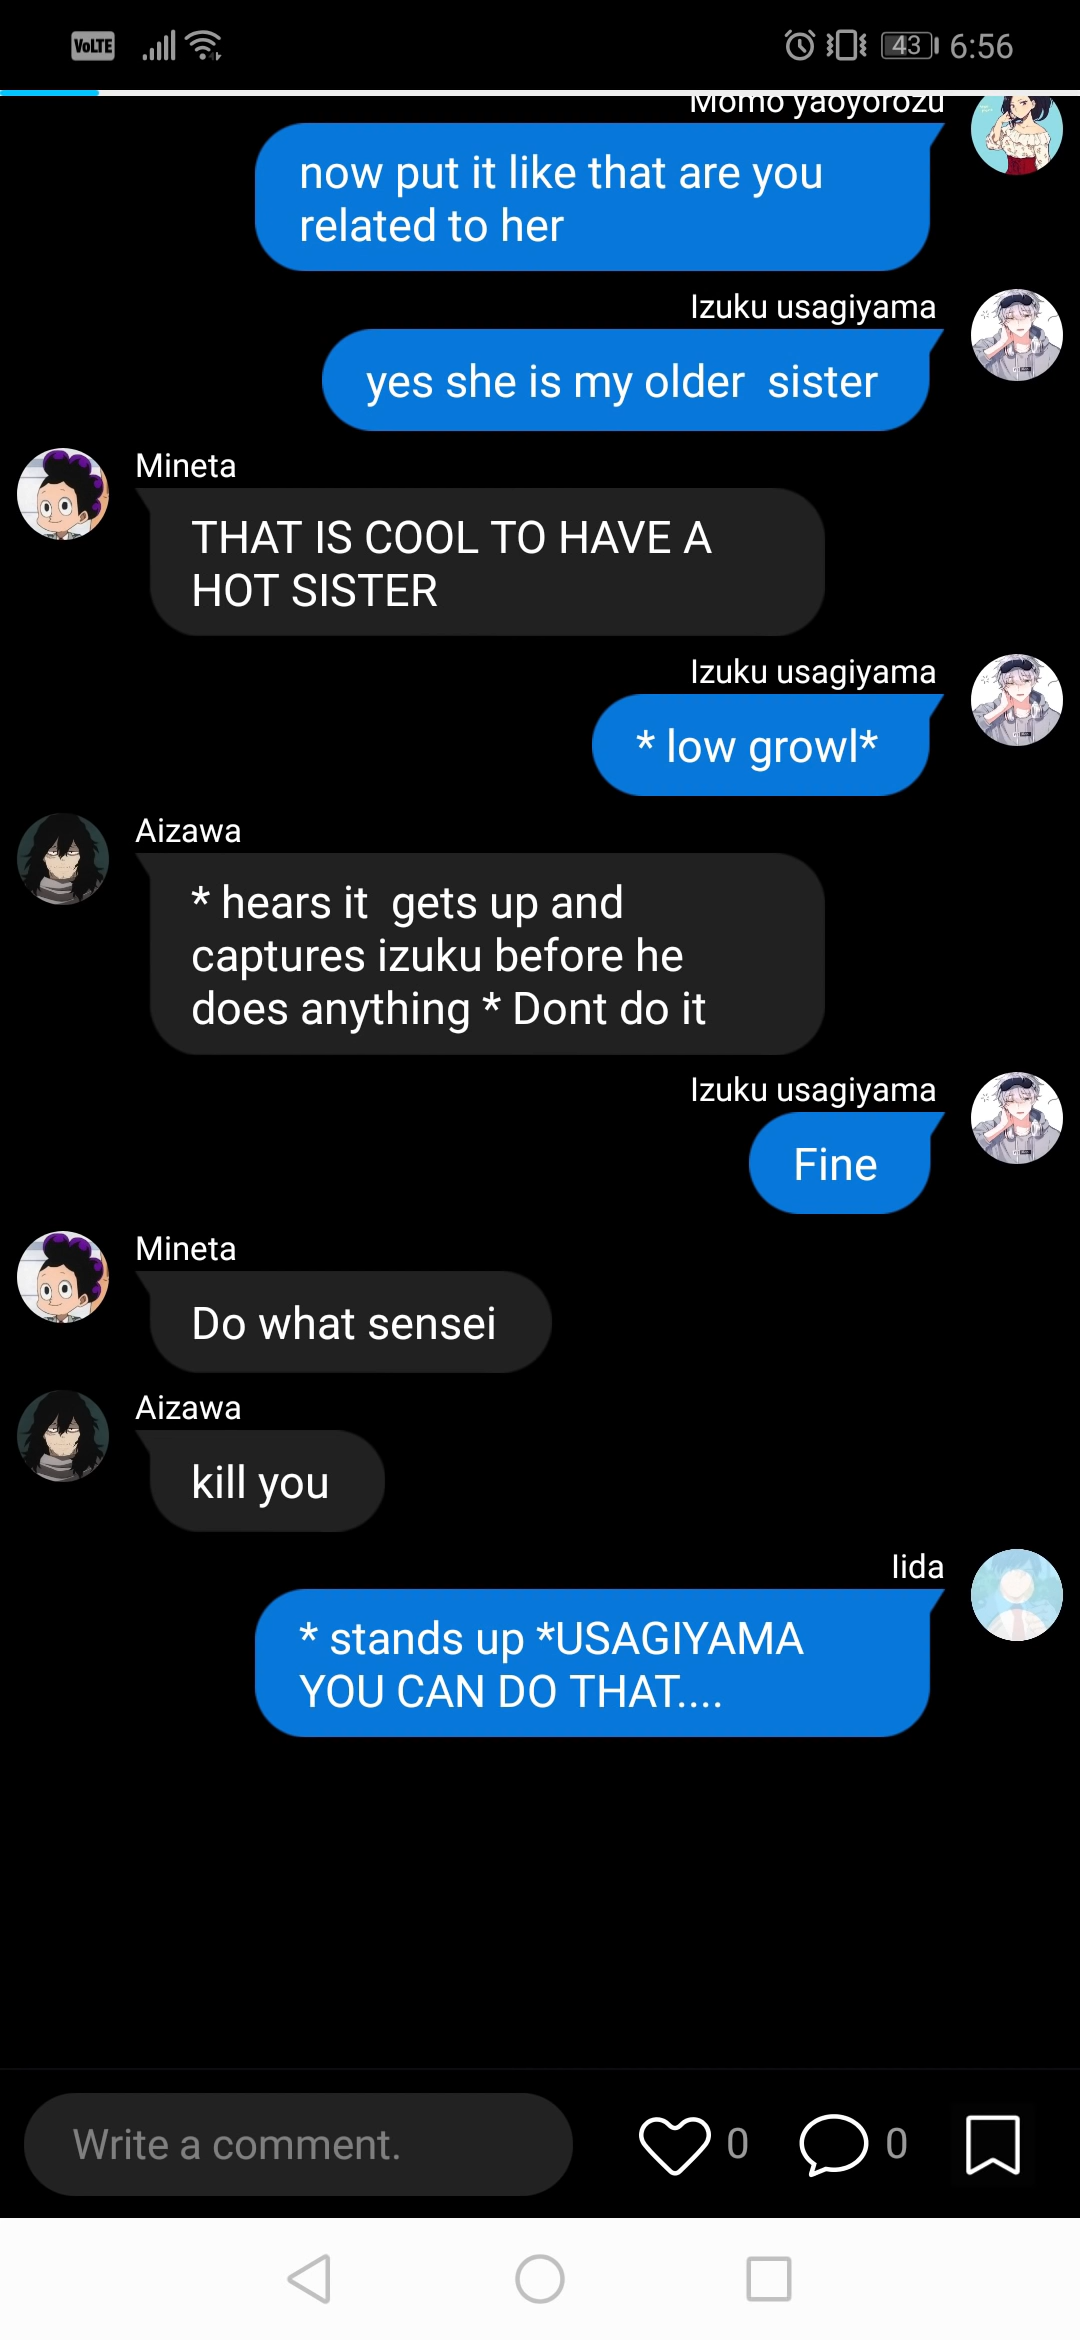 VoLTE
43
6:56
Momo yaoyorozu
now put it like that are you
related to her
Izuku usagiyama
yes she is my older  sister
Mineta
THAT IS COOL TO HAVE A
HOT SISTER
Izuku usagiyama
* low growl*
Aizawa
* hears it  gets up and
captures izuku before he
does anything * Dont do it
Izuku usagiyama
Fine
Mineta
Do what sensei
Aizawa
kill you
Iida
* stands up *USAGIYAMA
YOU CAN DO THAT....
Write a comment.
0
0